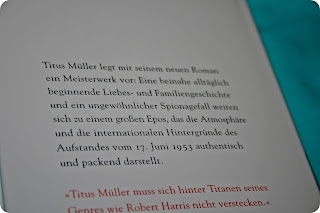 Titus Müller legt mit seinem neuen Roman
ein Meisterwerk vor: Eine beinahe alltäglich
beginnende Liebes- und Familiengeschichte
und ein ungewöhnlicher Spionagefall weiten
sich zu einem großen Epos, das die Atmosphäre
und die internationalen Hintergründe des
Aufstandes vom 17. Juni 1953 authentisch
und packend darstellt.
»Titus Müller muss sich hinter Titanen seines
Genres wie Robert Harris nicht verstecken.«